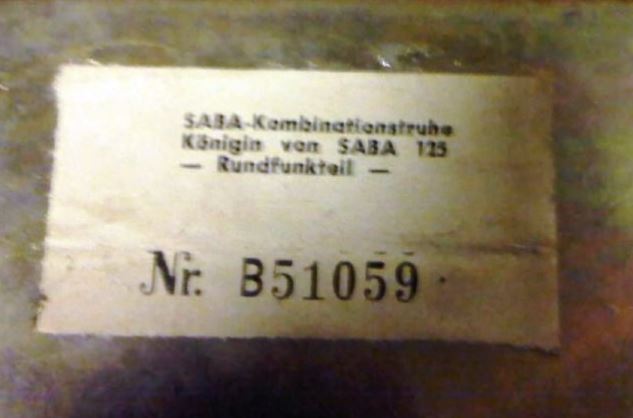 SABA-Kombinationstruhe
Königin von SABA 125
— Rundfunkteil —
Nr. B51059